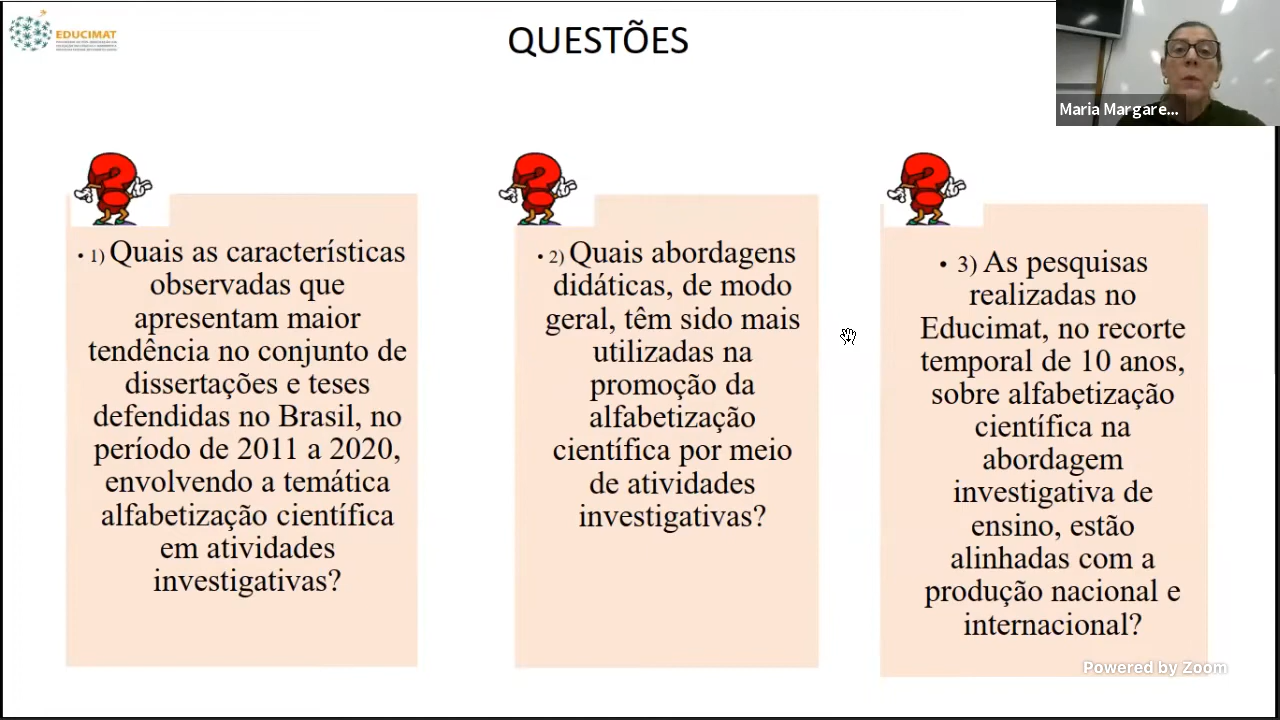 EDUCIMAT
QUESTÕES
Maria Margare...
• 1) Quais as características
observadas que
apresentam maior
tendência no conjunto de
dissertações e teses
defendidas no Brasil, no
período de 2011 a 2020,
envolvendo a temática
alfabetização científica
em atividades
investigativas?
• 2) Quais abordagens
didáticas, de modo
geral, têm sido mais
utilizadas na
promoção da
alfabetização
científica por meio
de atividades
investigativas?
• 3) As pesquisas
realizadas no
Educimat, no recorte
temporal de 10 anos,
sobre alfabetização
científica na
abordagem
investigativa de
ensino, estão
alinhadas com a
produção nacional e
internacional?
Powered by Zoom